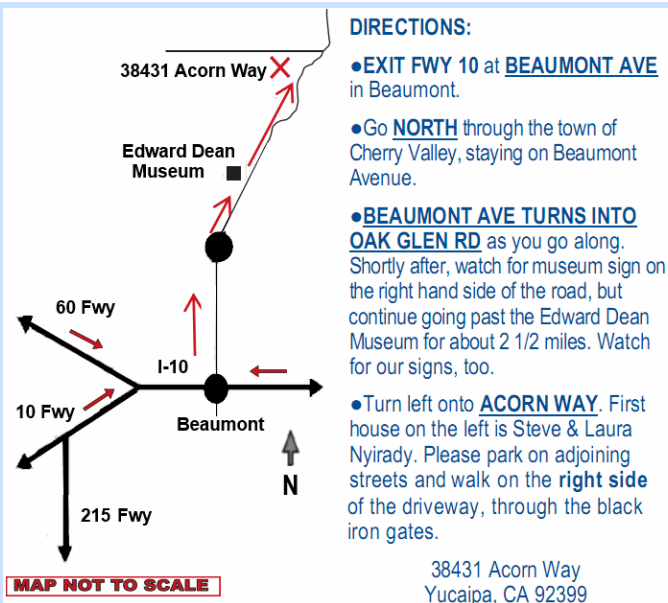 38431 Acorn Way
Edward Dean
Museum
60 Fwy
I-10
10 Fwy
Beaumont
N
215 Fwy
MAP NOT TO SCALE
DIRECTIONS:
●EXIT FWY 10 at BEAUMONT AVE
in Beaumont.
●Go NORTH through the town of
Cherry Valley, staying on Beaumont
Avenue.
●BEAUMONT AVE TURNS INTO
OAK GLEN RD as you go along.
Shortly after, watch for museum sign on
the right hand side of the road, but
continue going past the Edward Dean
Museum for about 2 1/2 miles. Watch
for our signs, too.
●Turn left onto ACORN WAY. First
house on the left is Steve & Laura
Nyirady. Please park on adjoining
streets and walk on the right side
of the driveway, through the black
iron gates.
38431 Acorn Way
Yucaipa, CA 92399